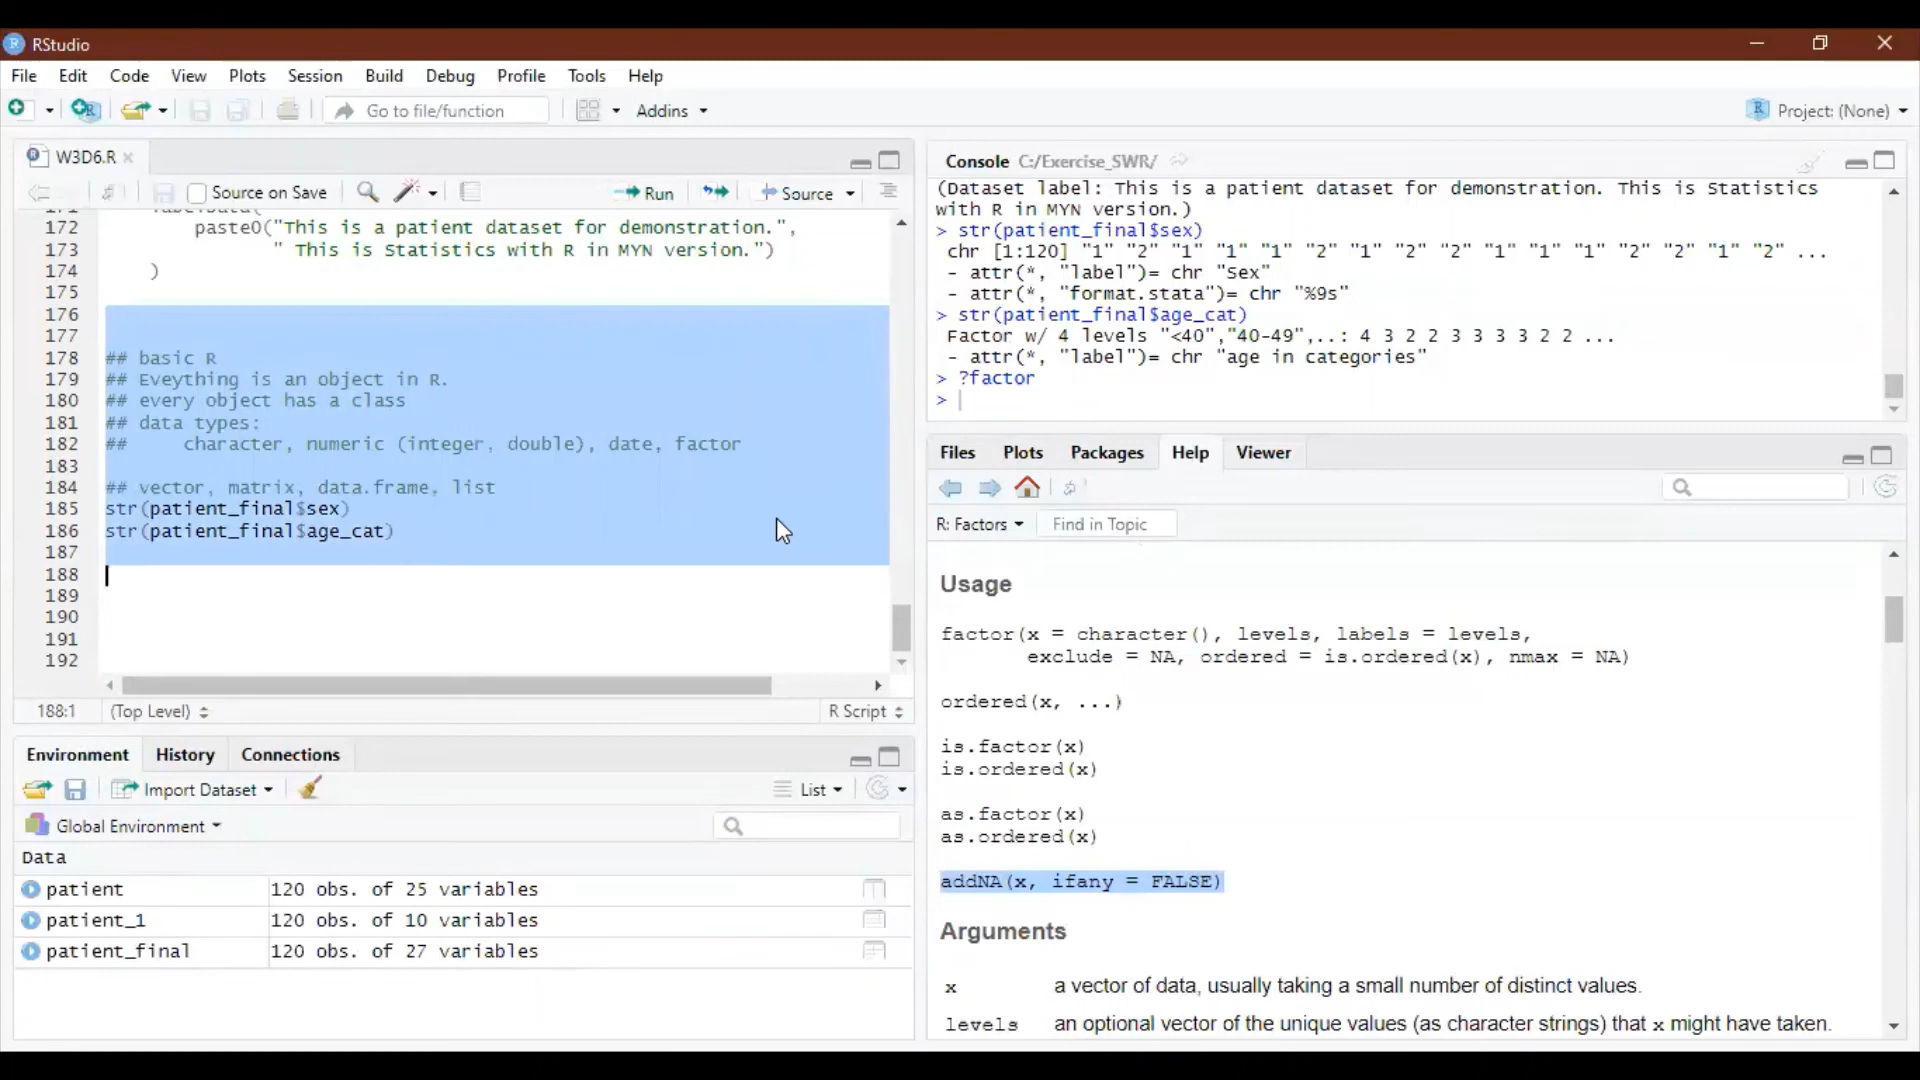 RStudio
File Edit Code View Plots Session Build Debug Profile Tools Help
Go to file/function Addins Project: (None)
W3D6.R
Source on Save Run Source
172 paste0("This is a patient dataset for demonstration.",
173 " This is Statistics with R in MYN version.")
174 )
175
176
177
178 ## basic R
179 ## Eveything is an object in R.
180 ## every object has a class
181 ## data types:
182 ## character, numeric (integer, double), date, factor
183
184 ## vector, matrix, data.frame, list
185 str(patient_final$sex)
186 str(patient_final$age_cat)
187
188
189
190
191
192
188:1 (Top Level) R Script
Environment History Connections
Import Dataset List
Global Environment
Data
patient 120 obs. of 25 variables
patient_1 120 obs. of 10 variables
patient_final 120 obs. of 27 variables
Console C:/Exercise_SWR/
(Dataset label: This is a patient dataset for demonstration. This is Statistics
with R in MYN version.)
> str(patient_final$sex)
chr [1:120] "1" "2" "1" "1" "1" "2" "1" "2" "2" "1" "1" "1" "2" "2" "1" "2" ...
- attr(*, "label")= chr "Sex"
- attr(*, "format.stata")= chr "%9s"
> str(patient_final$age_cat)
Factor w/ 4 levels "<40","40-49",..: 4 3 2 2 3 3 3 3 2 2 ...
- attr(*, "label")= chr "age in categories"
> ?factor
>
Files Plots Packages Help Viewer
R: Factors Find in Topic
Usage
factor(x = character(), levels, labels = levels,
exclude = NA, ordered = is.ordered(x), nmax = NA)
ordered(x, ...)
is.factor(x)
is.ordered(x)
as.factor(x)
as.ordered(x)
addNA(x, ifany = FALSE)
Arguments
x a vector of data, usually taking a small number of distinct values.
levels an optional vector of the unique values (as character strings) that x might have taken.